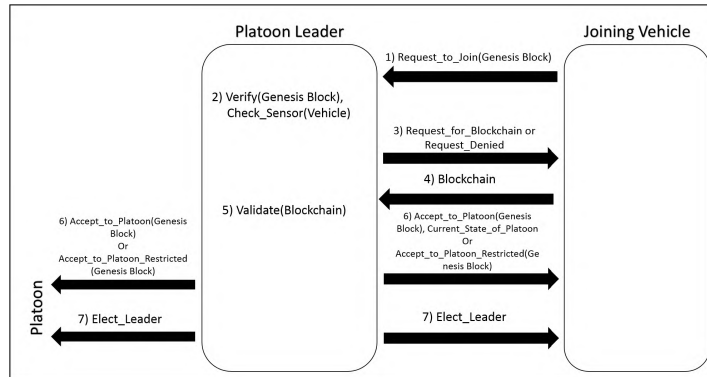 Platoon Leader
Joining Vehicle
1) Request_to_Join(Genesis Block)
2) Verify(Genesis Block),
Check_Sensor(Vehicle)
3) Request_for_Blockchain or
Request_Denied
4) Blockchain
5) Validate(Blockchain)
6) Accept_to_Platoon(Genesis
Block)
Or
Accept_to_Platoon_Restricted
(Genesis Block)
6) Accept_to_Platoon(Genesis
Block), Current_State_of_Platoon
Or
Accept_to_Platoon_Restricted(Ge
nesis Block)
Platoon
7) Elect_Leader
7) Elect_Leader